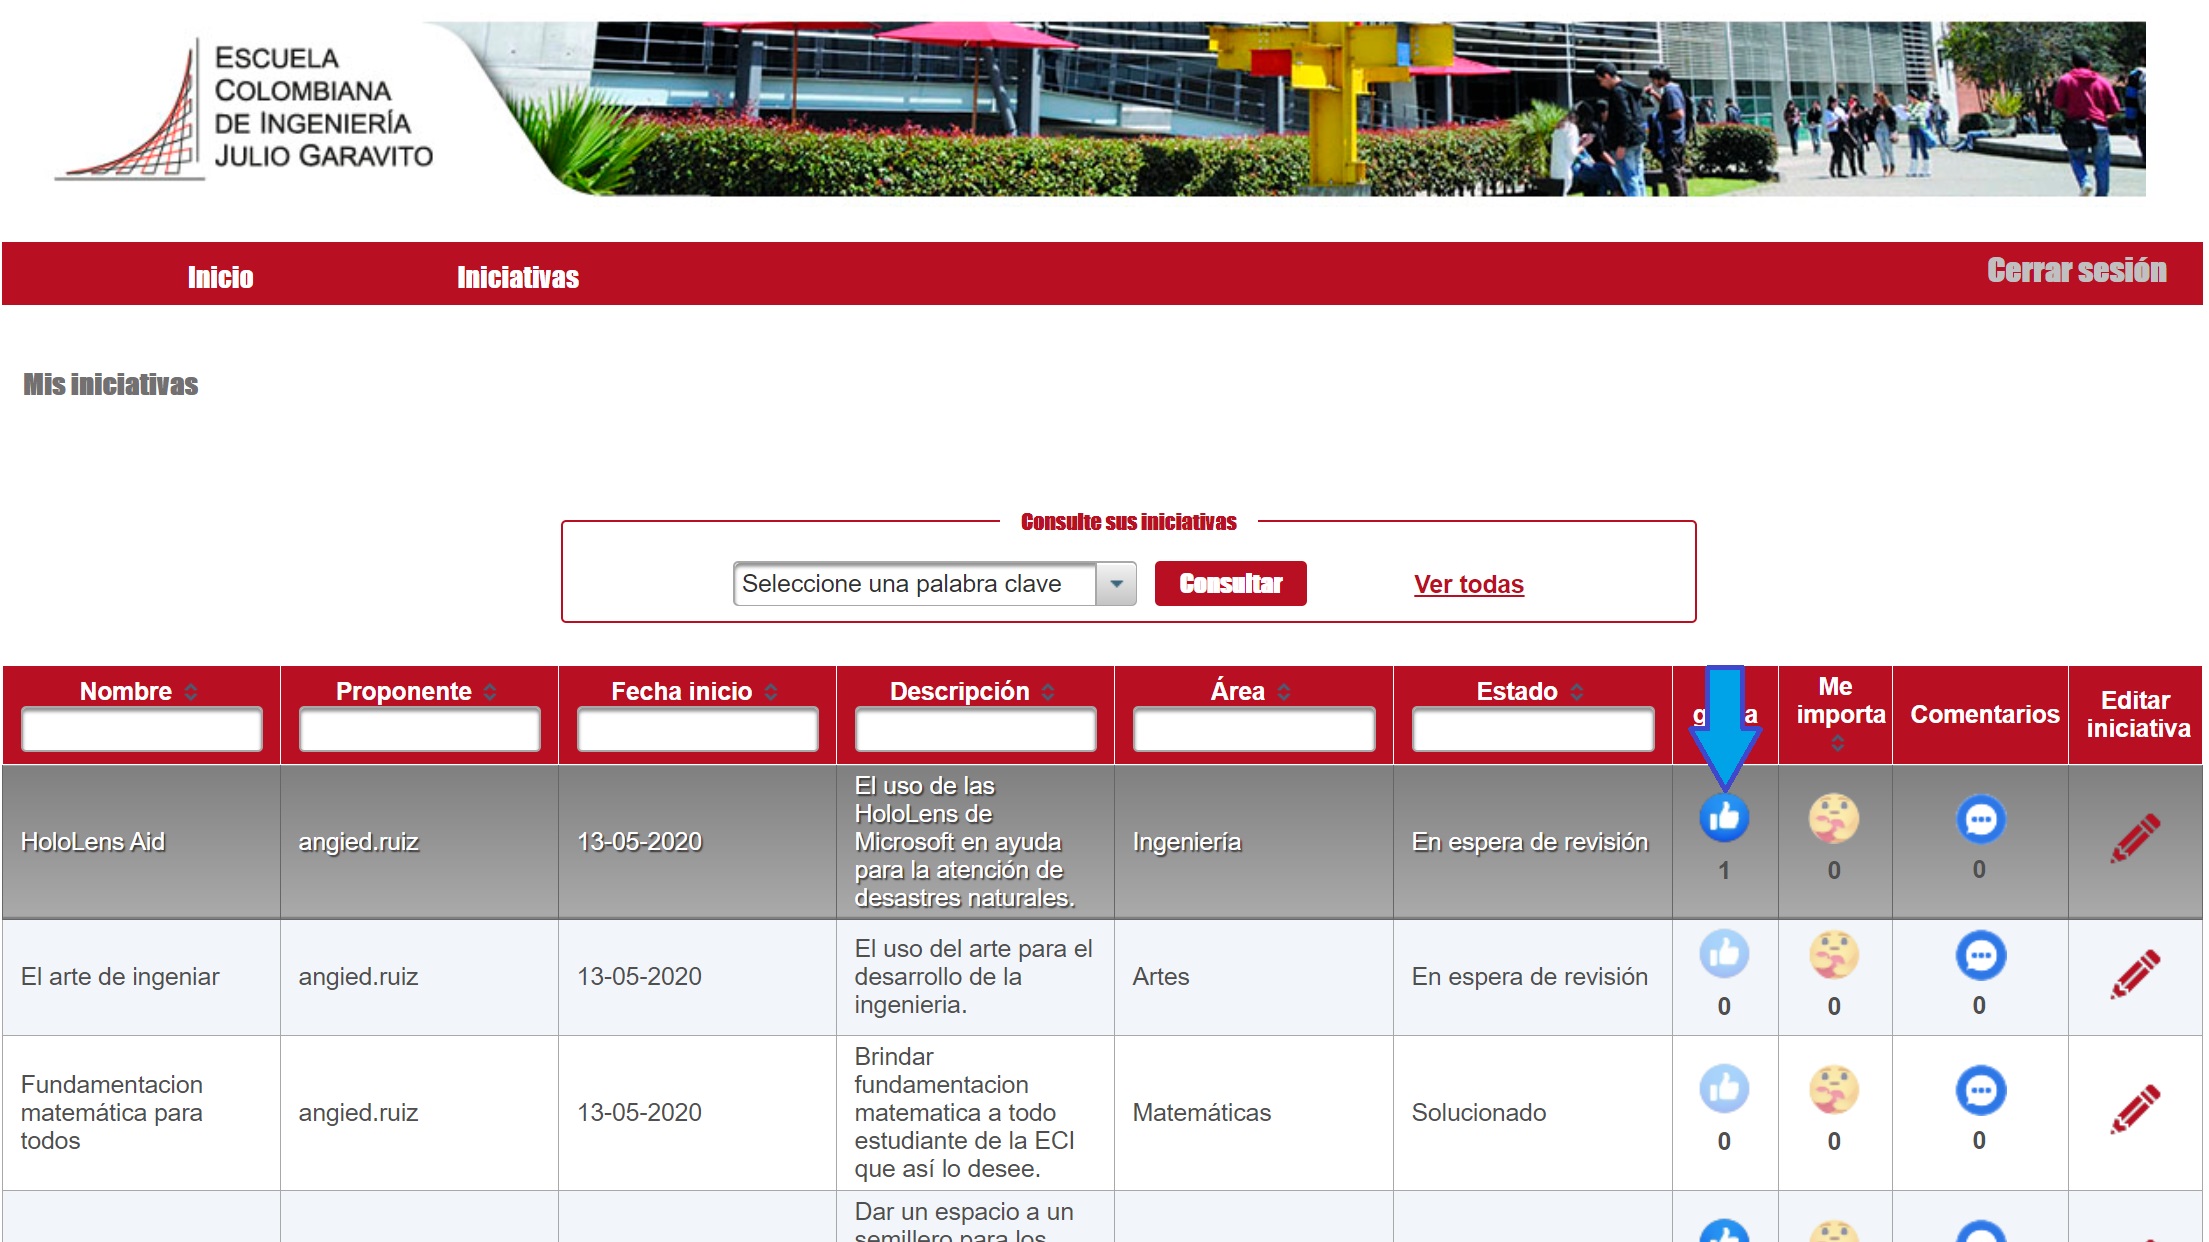 ESCUELA
COLOMBIANA
DE INGENIERÍA
JULIO GARAVITO
Inicio Iniciativas Cerrar sesión
Mis iniciativas
Consulte sus iniciativas
Seleccione una palabra clave Consultar Ver todas
Nombre Proponente Fecha inicio Descripción Área Estado Me importa Comentarios Editar iniciativa
HololLens Aid angied.ruiz 13-05-2020
El uso de las
HoloLens de
Microsoft en ayuda
para la atención de
desastres naturales.
Ingeniería En espera de revisión 1 0 0
El arte de ingeniar angied.ruiz 13-05-2020
El uso del arte para el
desarrollo de la
ingenieria.
Artes En espera de revisión 0 0 0
Fundamentacion
matemática para
todos
angied.ruiz 13-05-2020
Brindar
fundamentacion
matematica a todo
estudiante de la ECI
que así lo desee.
Matemáticas Solucionado 0 0 0
Dar un espacio a un
semillero para los